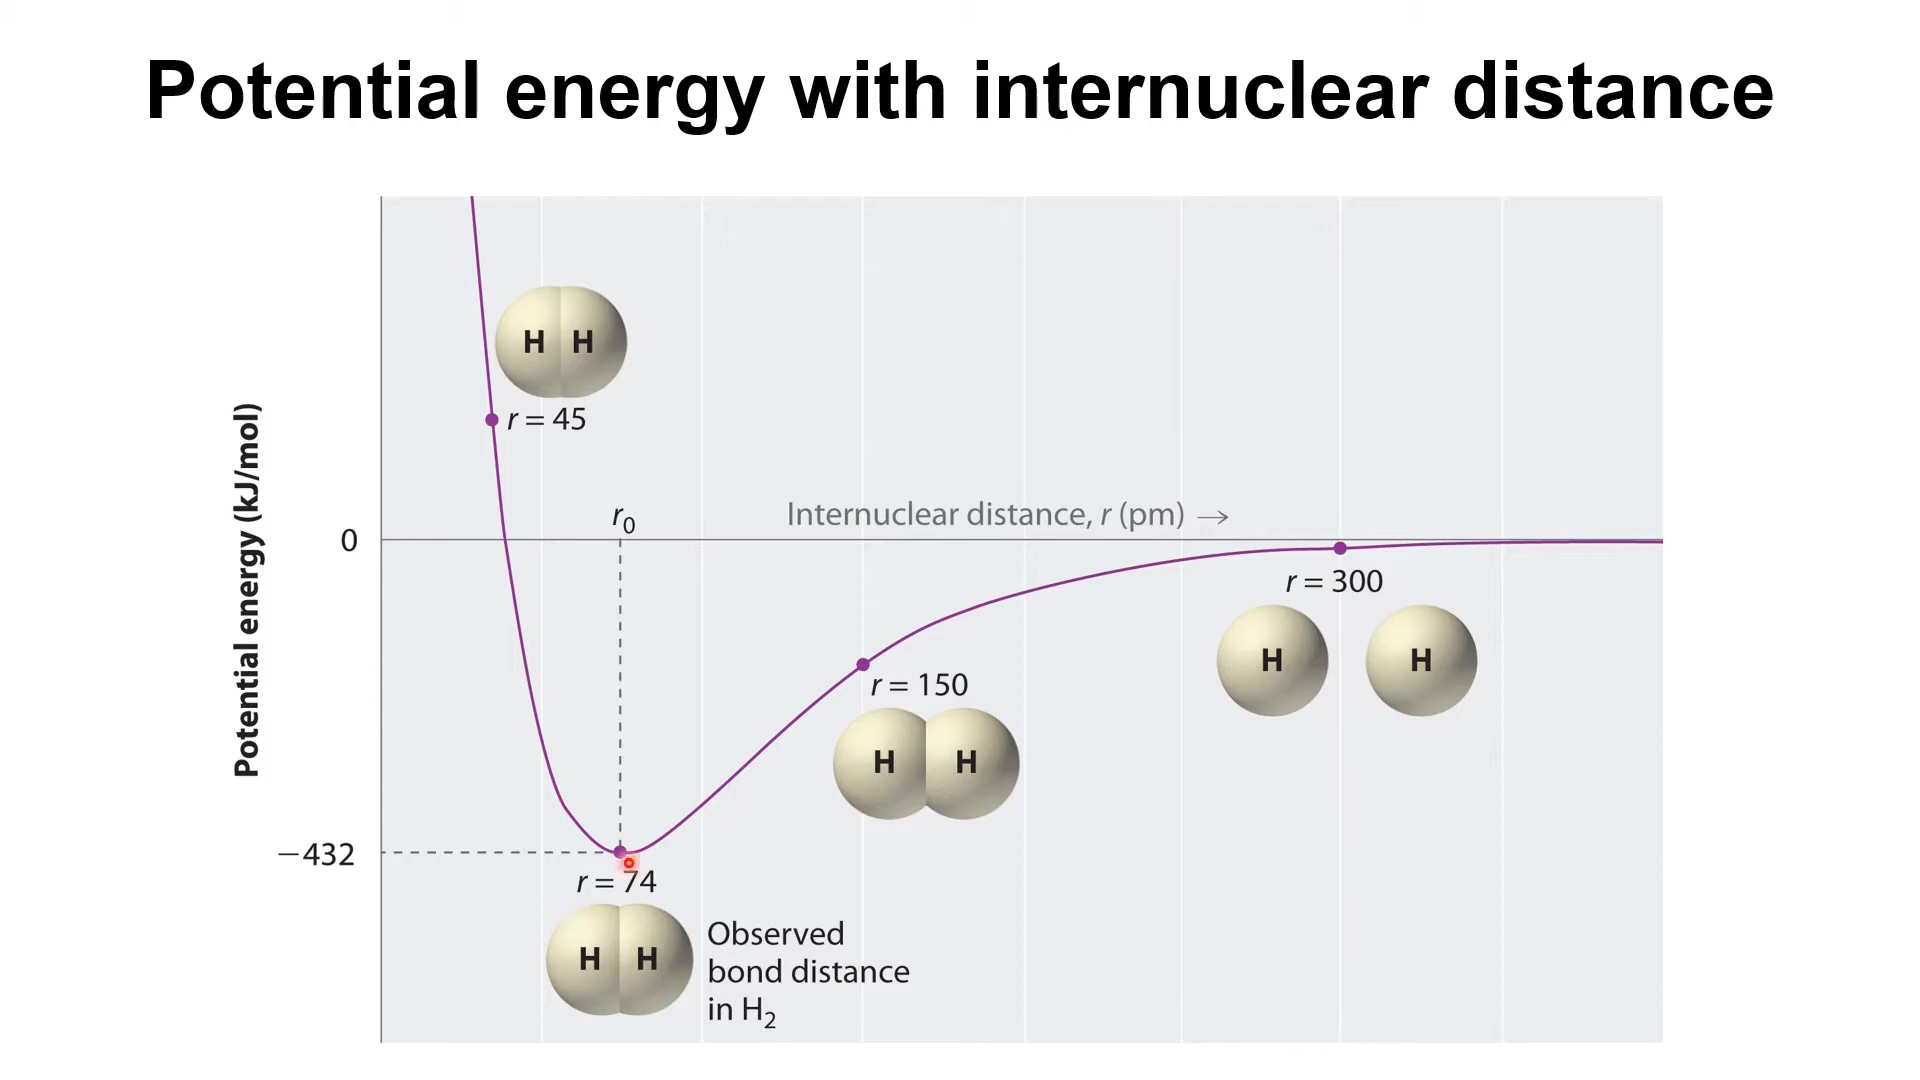 Potential energy with internuclear distance
H H
r = 45
r₀
Internuclear distance, r (pm) →
0
Potential energy (kJ/mol)
r = 300
H H
r = 150
H H
−432
r = 74
H H
Observed
bond distance
in H₂